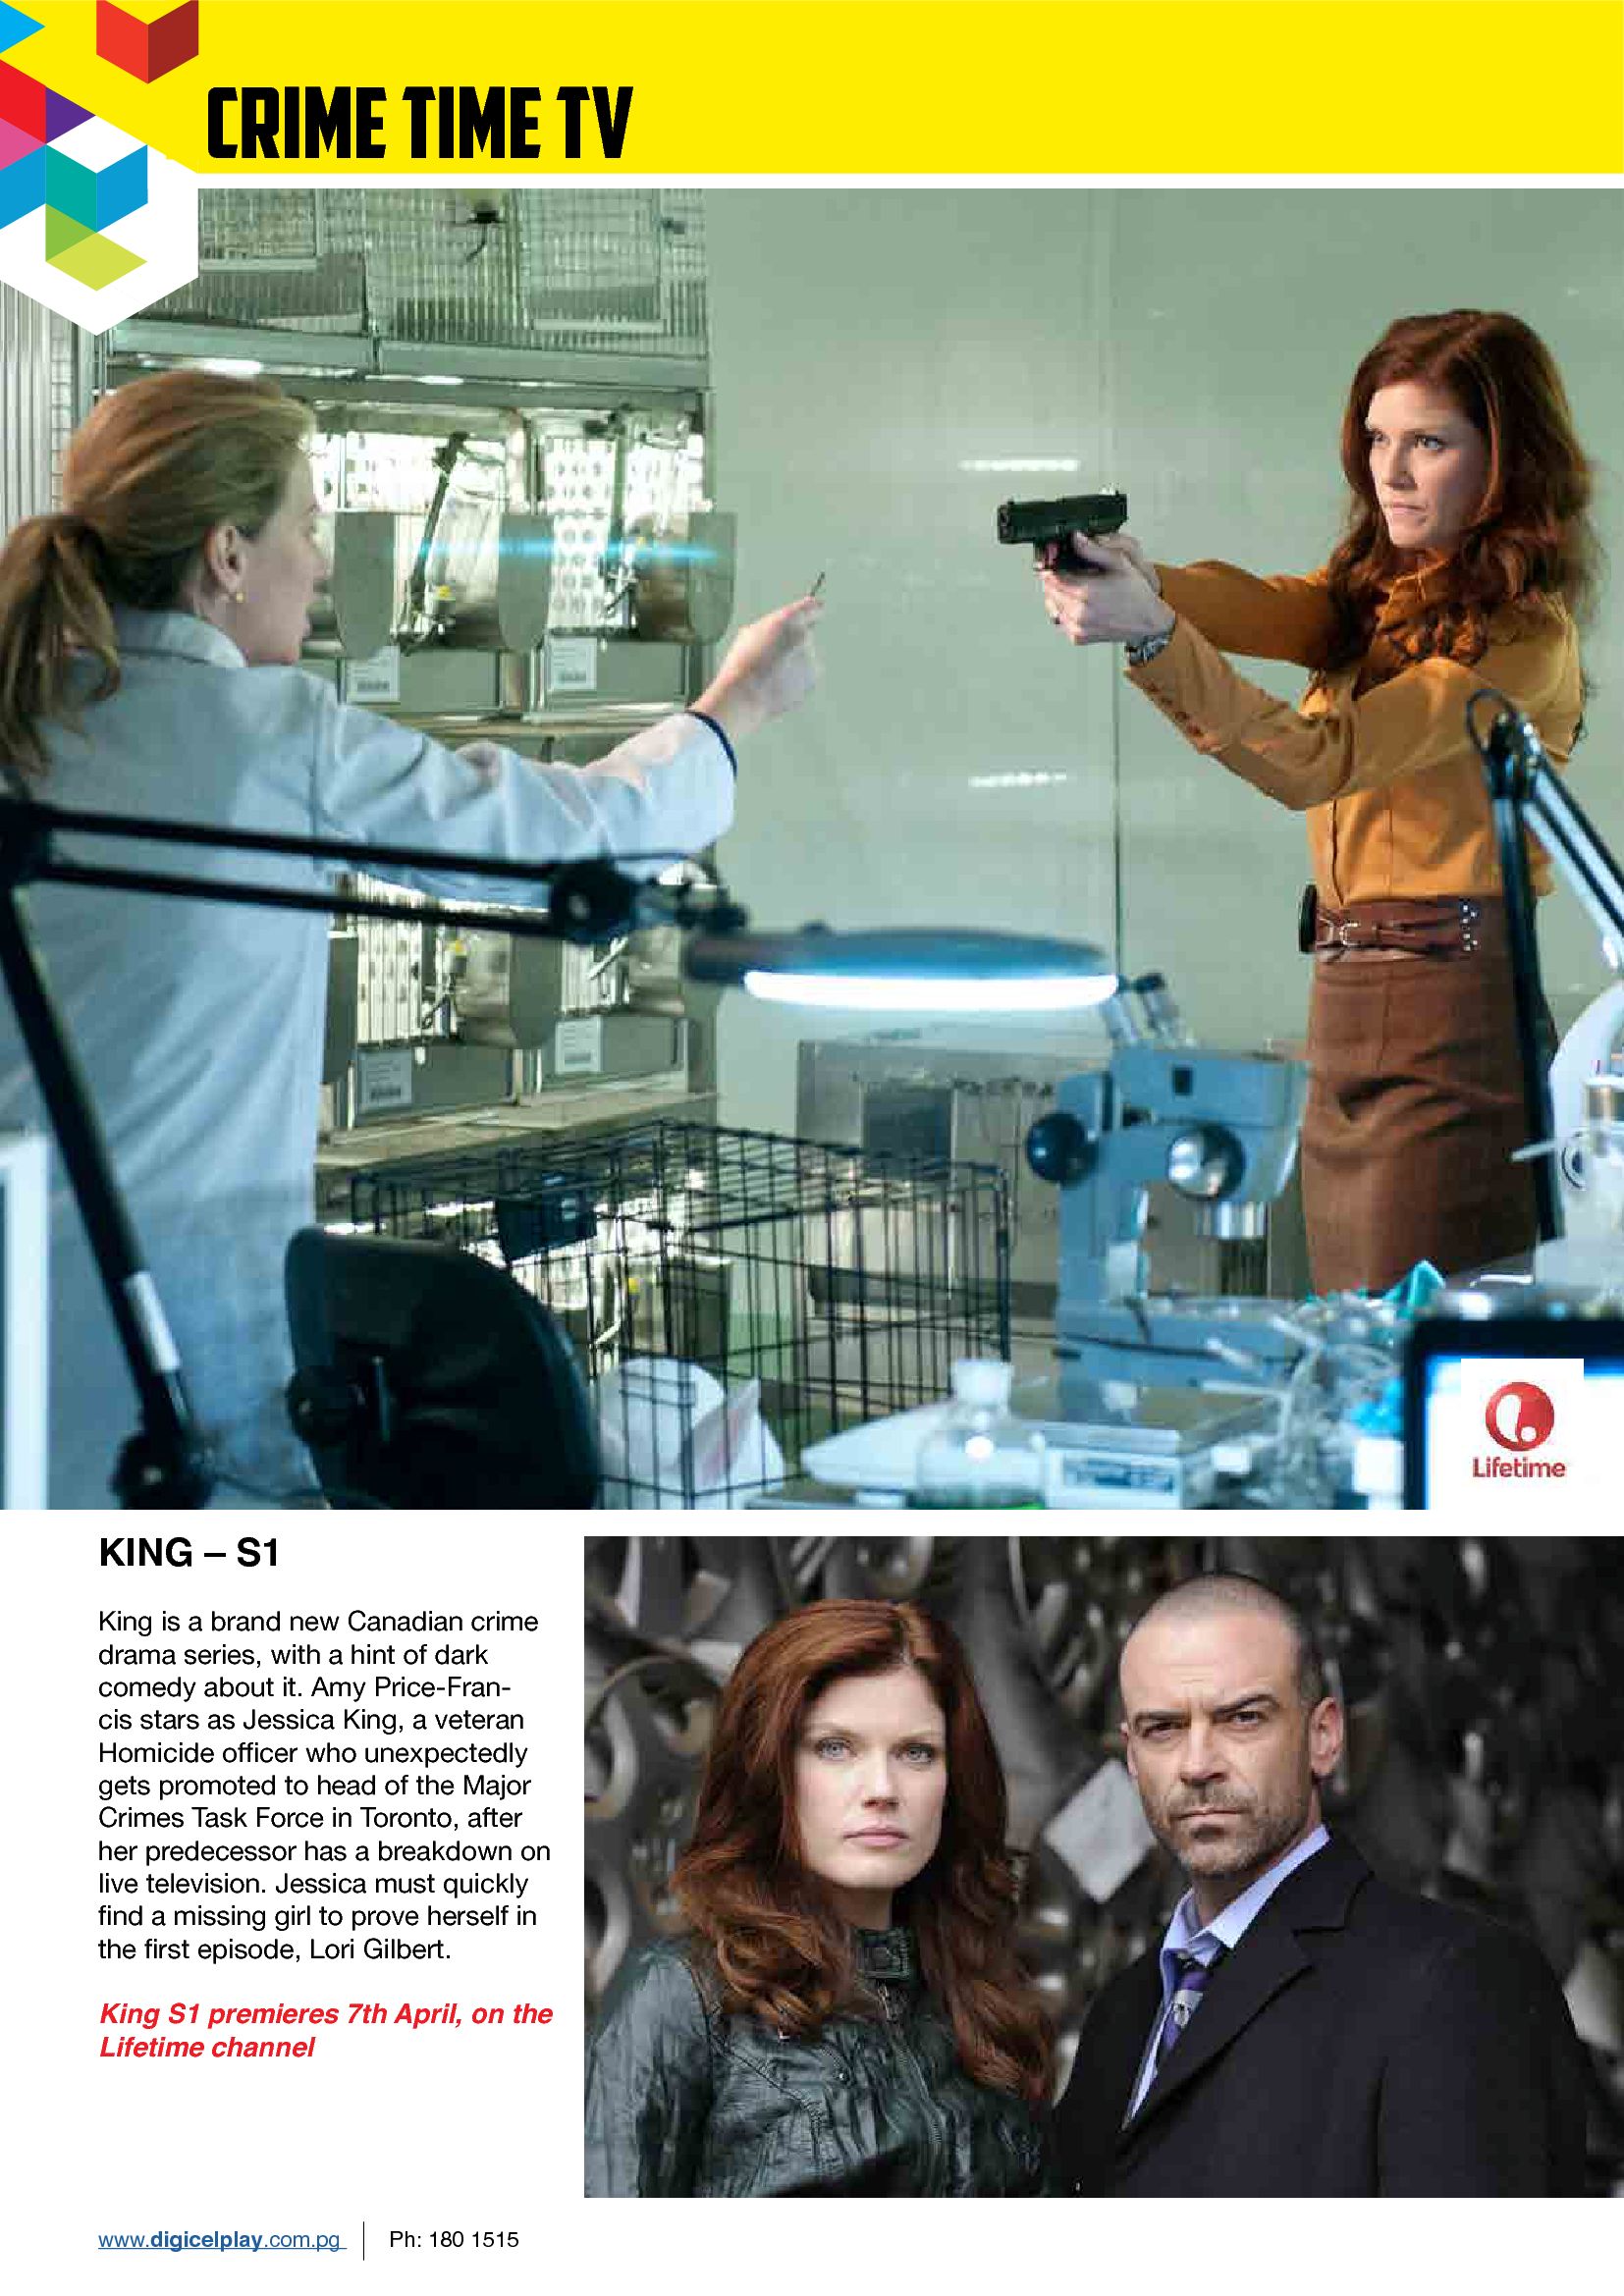 CRIME TIME TV
Lifetime
KING – S1
King is a brand new Canadian crime
drama series, with a hint of dark
comedy about it. Amy Price-Fran-
cis stars as Jessica King, a veteran
Homicide officer who unexpectedly
gets promoted to head of the Major
Crimes Task Force in Toronto, after
her predecessor has a breakdown on
live television. Jessica must quickly
find a missing girl to prove herself in
the first episode, Lori Gilbert.
King S1 premieres 7th April, on the
Lifetime channel
www.digicelplay.com.pg
Ph: 180 1515